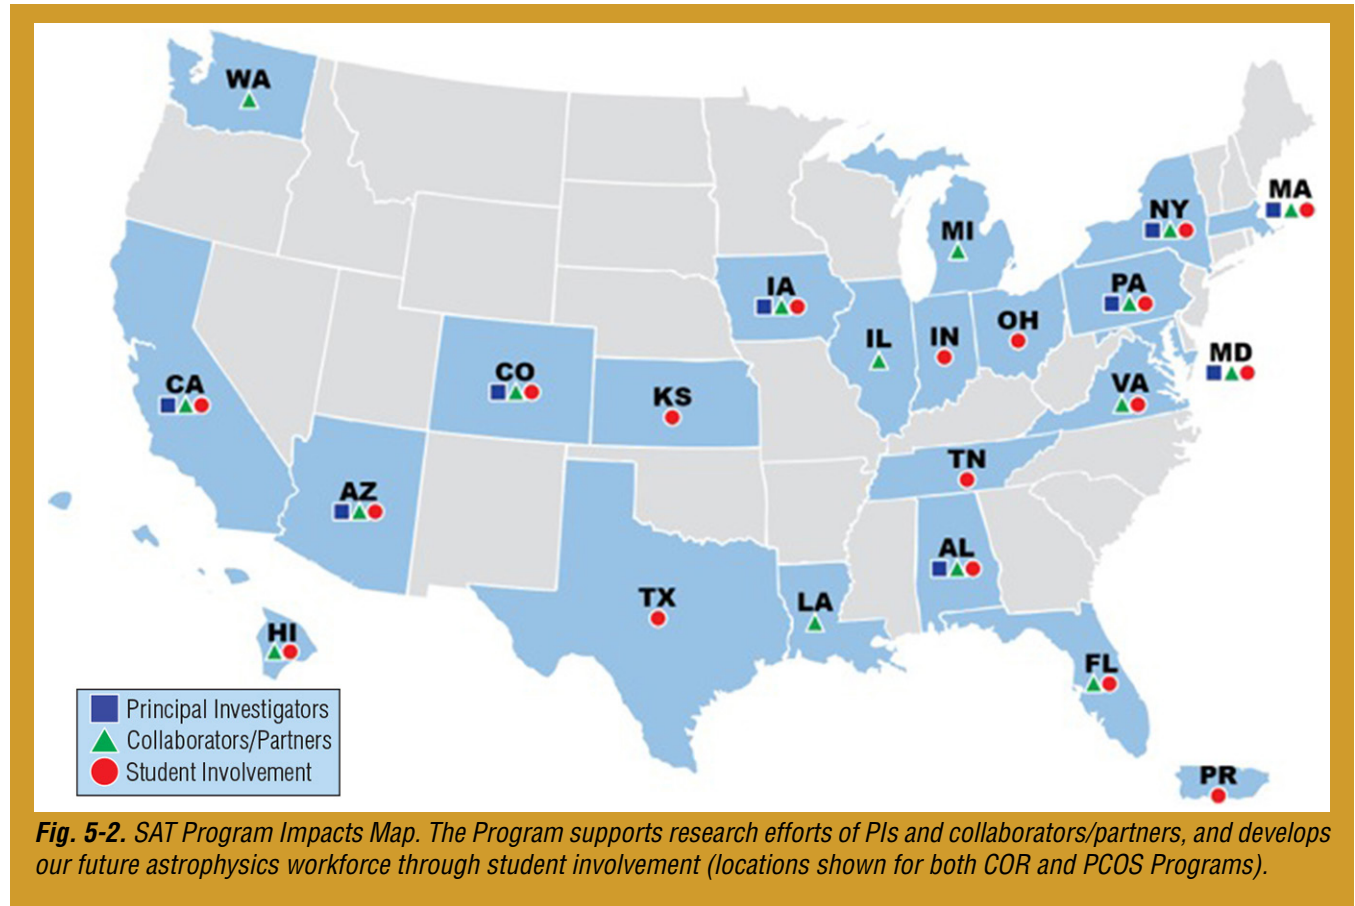 WA
MA
NY
MI
PA
IA
OH
IN
IL
MD
CO
CA
VA
KS
TN
AZ
AL
TX
LA
HI
FL
PR
Principal Investigators
Collaborators/Partners
Student Involvement
Fig. 5-2. SAT Program Impacts Map. The Program supports research efforts of PIs and collaborators/partners, and develops
our future astrophysics workforce through student involvement (locations shown for both COR and PCOS Programs).